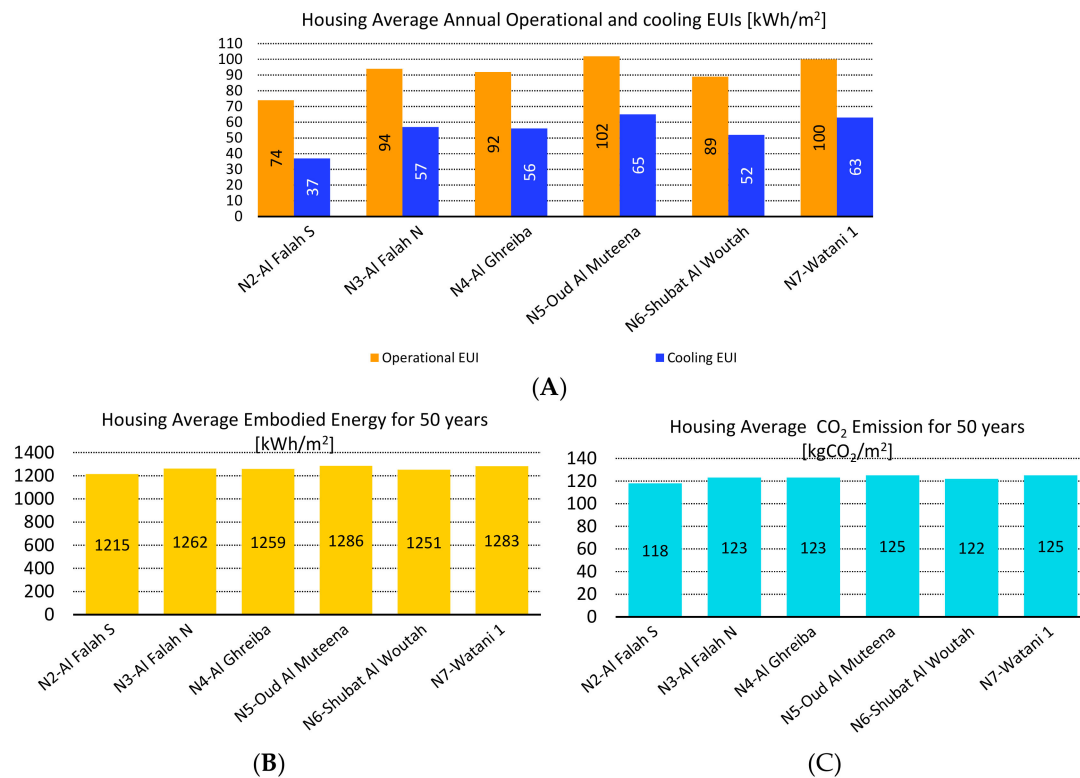 Housing Average Annual Operational and cooling EUIs [kWh/m²]
110
100
90
80
70
60
50
40
30
20
10
0
74
37
94
57
92
56
102
65
89
52
100
63
N2-Al Falah S
N3-Al Falah N
N4-Al Ghreiba
N5-Oud Al Muteena
N6-Shubat Al Woutah
N7-Watani 1
Operational EUI
Cooling EUI
(A)
Housing Average Embodied Energy for 50 years
[kWh/m²]
1400
1200
1000
800
600
400
200
0
1215
1262
1259
1286
1251
1283
N2-Al Falah S
N3-Al Falah N
N4-Al Ghreiba
N5-Oud Al Muteena
N6-Shubat Al Woutah
N7-Watani 1
(B)
Housing Average CO₂ Emission for 50 years
[kgCO₂/m²]
140
120
100
80
60
40
20
0
118
123
123
125
122
125
N2-Al Falah S
N3-Al Falah N
N4-Al Ghreiba
N5-Oud Al Muteena
N6-Shubat Al Woutah
N7-Watani 1
(C)